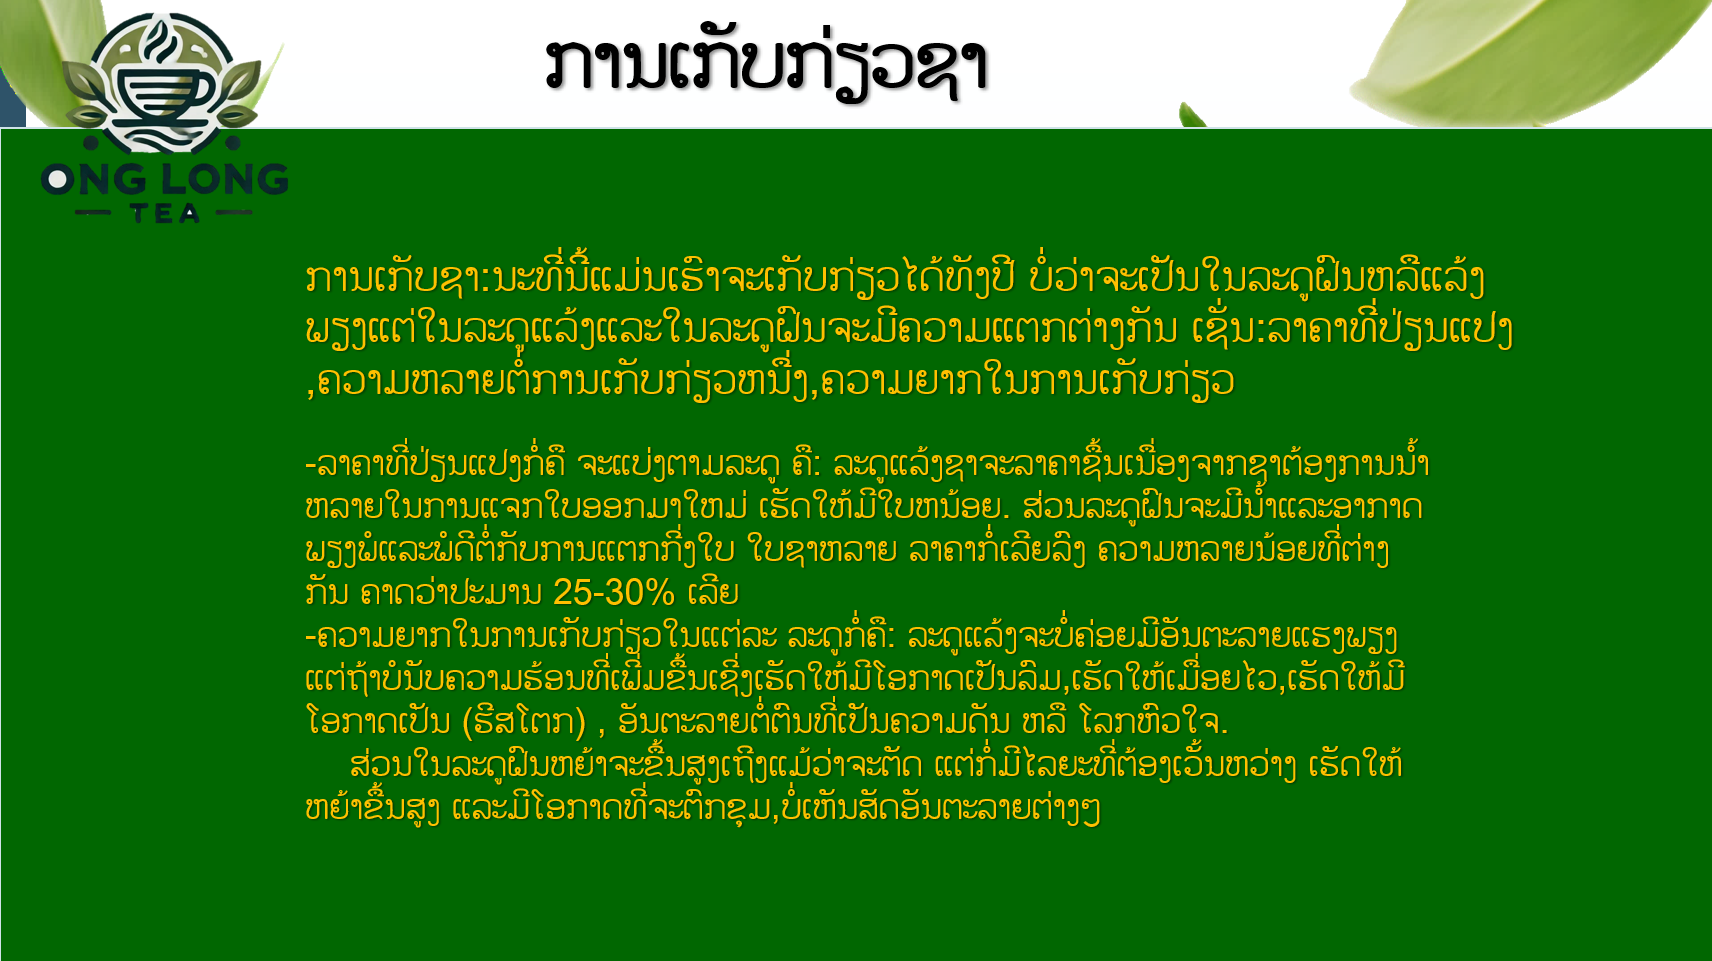 ການເກັບກ່ຽວຊາ
ONG LONG
TEA
ການເກັບຊາ:ນະທີ່ນີ້ແມ່ນເຮົາຈະເກັບກ່ຽວໄດ້ທັງປີ ບໍ່ວ່າຈະເປັນໃນລະດູຝົນຫລືແລ້ງ
ພຽງແຕ່ໃນລະດູແລ້ງແລະໃນລະດູຝົນຈະມີຄວາມແຕກຕ່າງກັນ ເຊັ່ນ:ລາຄາທີ່ປ່ຽນແປງ
,ຄວາມຫລາຍຕໍ່ການເກັບກ່ຽວຫນຶ່ງ,ຄວາມຍາກໃນການເກັບກ່ຽວ
-ລາຄາທີ່ປ່ຽນແປງກໍ່ຄື ຈະແບ່ງຕາມລະດູ ຄື: ລະດູແລ້ງຊາຈະລາຄາຊື້ນເນື່ອງຈາກຊາຕ້ອງການນໍ້າ
ຫລາຍໃນການແຈກໃບອອກມາໃຫມ່ ເຮັດໃຫ້ມີໃບຫນ້ອຍ. ສ່ວນລະດູຝົນຈະມີນໍ້າແລະອາກາດ
ພຽງພໍແລະພໍດີຕໍ່ກັບການແຕກກີ່ງໃບ ໃບຊາຫລາຍ ລາຄາກໍ່ເລີຍລົງ ຄວາມຫລາຍນ້ອຍທີ່ຕ່າງ
ກັນ ຄາດວ່າປະມານ 25-30% ເລີຍ
-ຄວາມຍາກໃນການເກັບກ່ຽວໃນແຕ່ລະ ລະດູກໍ່ຄື: ລະດູແລ້ງຈະບໍ່ຄ່ອຍມີອັນຕະລາຍແຮງພຽງ
ແຕ່ຖ້າບໍນັບຄວາມຮ້ອນທີ່ເພີ່ມຂຶ້ນເຊີ່ງເຮັດໃຫ້ມີໂອກາດເປັນລົມ,ເຮັດໃຫ້ເມື່ອຍໄວ,ເຮັດໃຫ້ມີ
ໂອກາດເປັນ (ຮີສໂຕກ) , ອັນຕະລາຍຕໍ່ຕົນທີ່ເປັນຄວາມດັນ ຫລື ໂລກຫົວໃຈ.
ສ່ວນໃນລະດູຝົນຫຍ້າຈະຂຶ້ນສູງເຖີງແມ້ວ່າຈະຕັດ ແຕ່ກໍ່ມີໄລຍະທີ່ຕ້ອງເວັ້ນຫວ່າງ ເຮັດໃຫ້
ຫຍ້າຂຶ້ນສູງ ແລະມີໂອກາດທີ່ຈະຕົກຂຸມ,ບໍ່ເຫັນສັດອັນຕະລາຍຕ່າງໆ